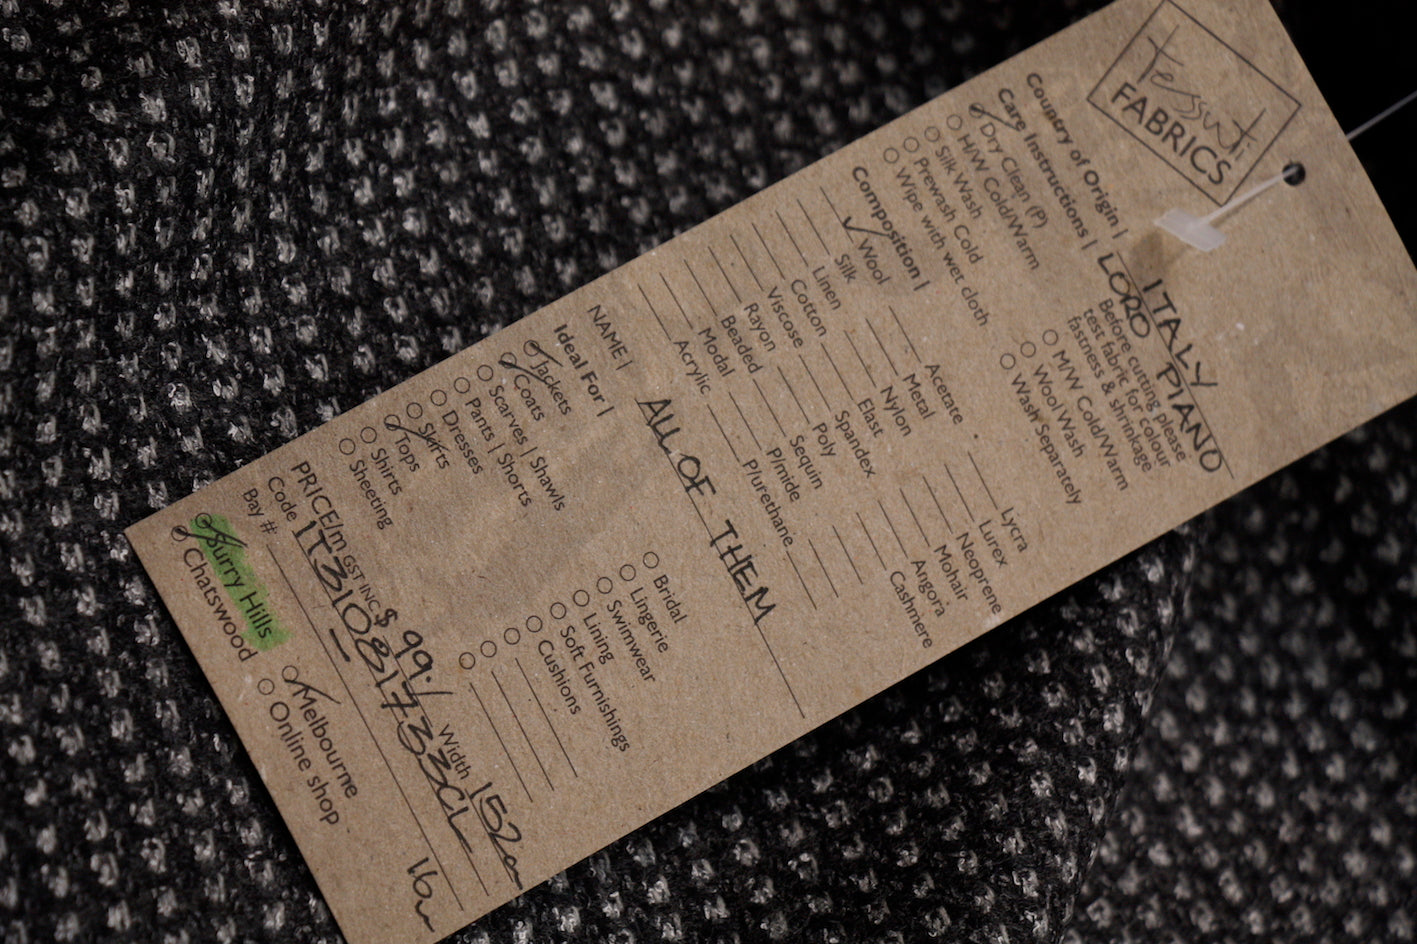 Tessuti
FABRICS
Country of Origin | ITALY
Care Instructions | LORO PIANO
Dry Clean (P)
H/W Cold/Warm
Silk Wash
Prewash Cold
Wipe with wet cloth
Before cutting please
test fabric for colour
fastness & shrinkage
M/W Cold/Warm
Wool Wash
Wash Separately
Composition |
Wool
Silk
Linen
Cotton
Viscose
Rayon
Beaded
Modal
Acrylic
Acetate
Metal
Nylon
Elast
Spandex
Poly
Sequin
P/mide
P/urethane
Lycra
Lurex
Neoprene
Mohair
Angora
Cashmere
NAME | ALL OF THEM
Ideal For |
Jackets
Coats
Scarves | Shawls
Pants | Shorts
Dresses
Skirts
Tops
Shirts
Sheeting
Bridal
Lingerie
Swimwear
Lining
Soft Furnishings
Cushions
PRICE/m GST INC $ 99./ Width 152cm
Code 1T31081733CL
Bay #
Surry Hills
Chatswood
Melbourne
Online shop